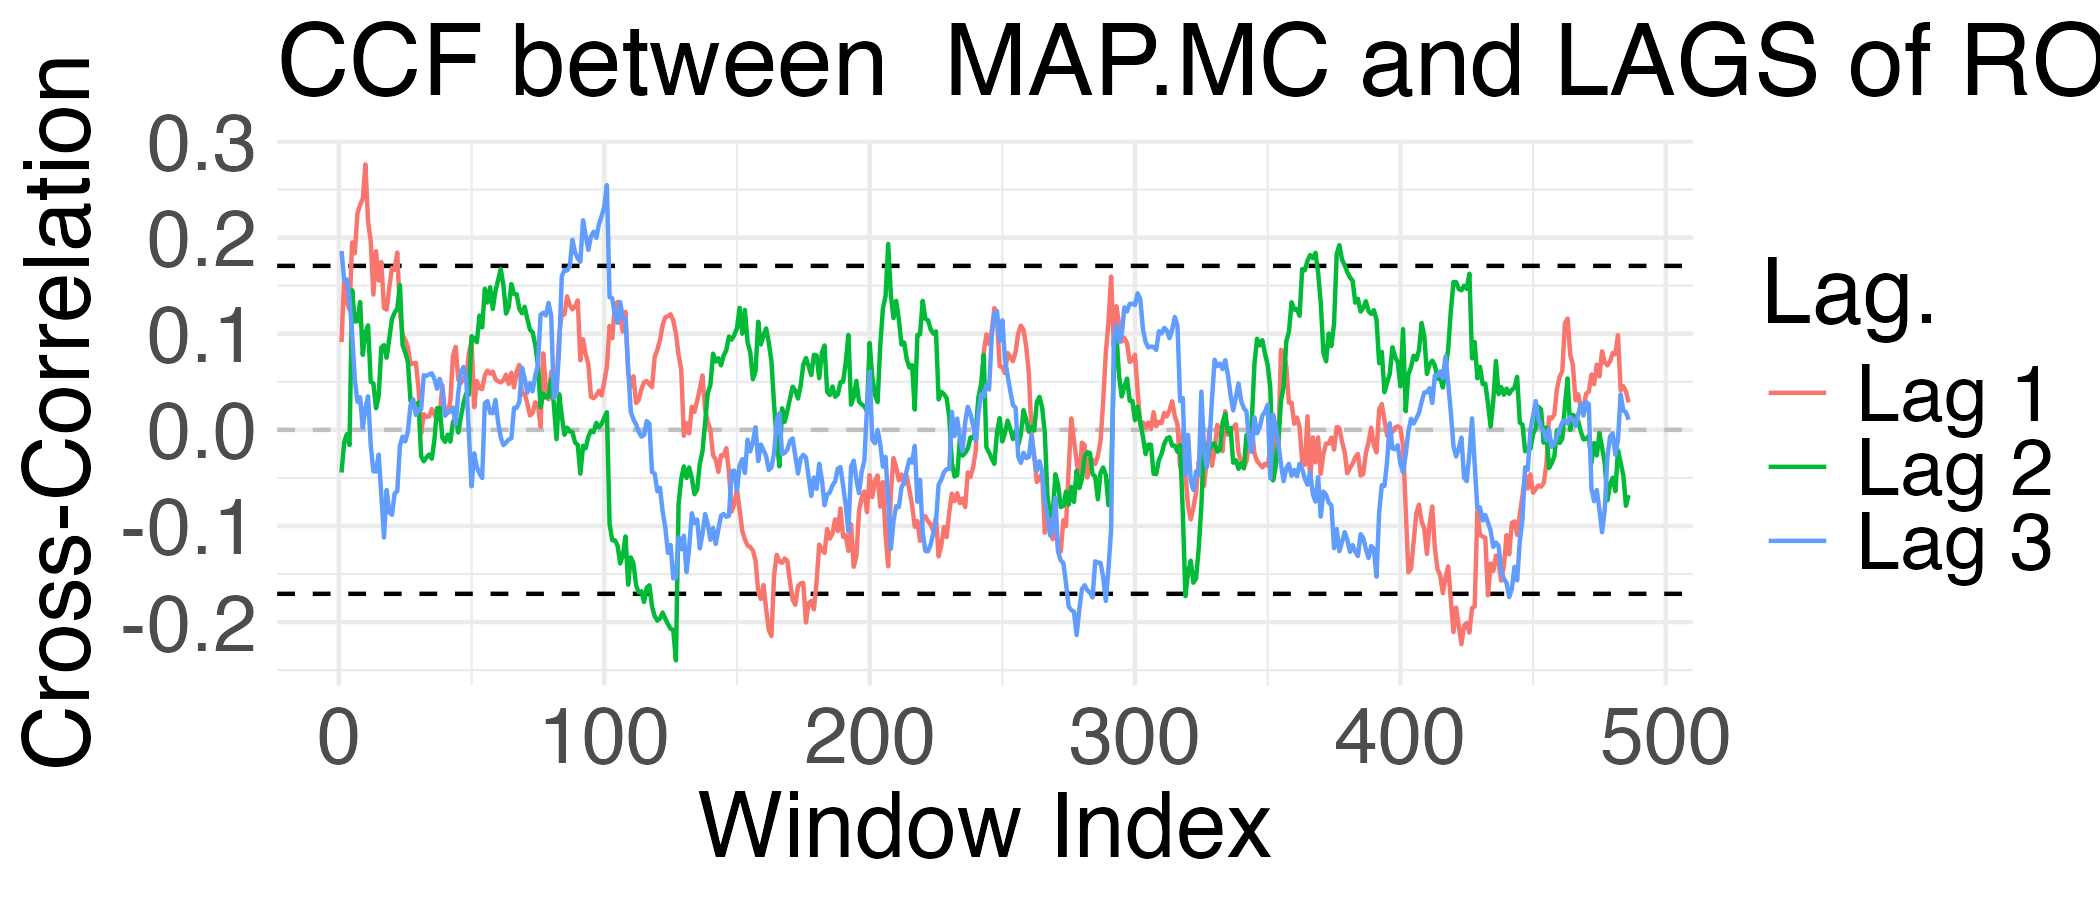 CCF between  MAP.MC and LAGS of RO
Cross-Correlation
0.3
0.2
0.1
0.0
-0.1
-0.2
0 100 200 300 400 500
Window Index
Lag.
Lag 1
Lag 2
Lag 3